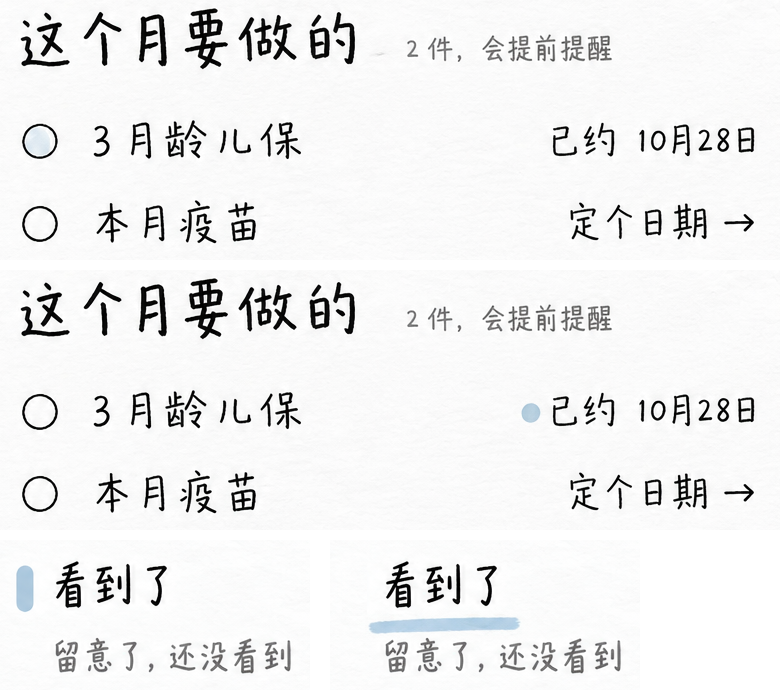 这个月要做的 2 件，会提前提醒
3 月龄儿保 已约 10月28日
本月疫苗 定个日期 →
这个月要做的 2 件，会提前提醒
3 月龄儿保 已约 10月28日
本月疫苗 定个日期 →
看到了 看到了
留意了，还没看到 留意了，还没看到